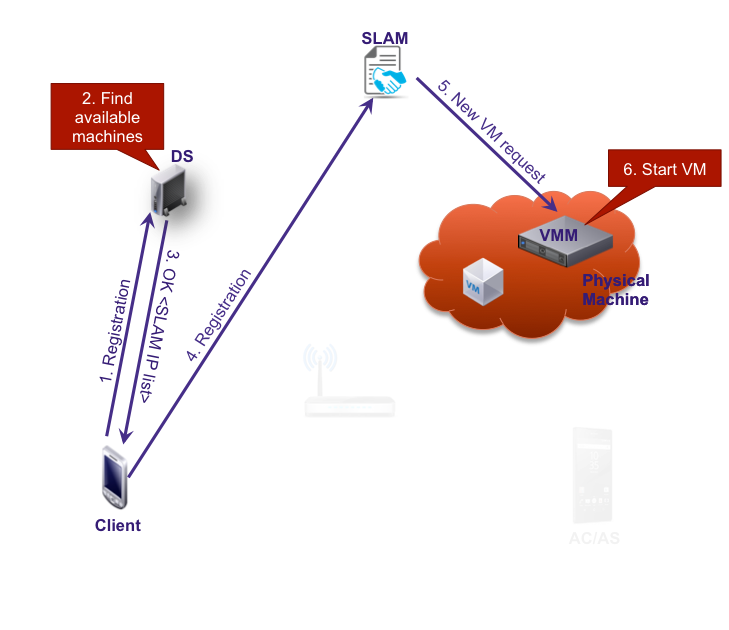 SLAM
2. Find
available
machines
DS
5. New VM request
6. Start VM
VMM
VM
Physical
Machine
1. Registration
3. OK <SLAM IP list>
4. Registration
Client
AC/AS